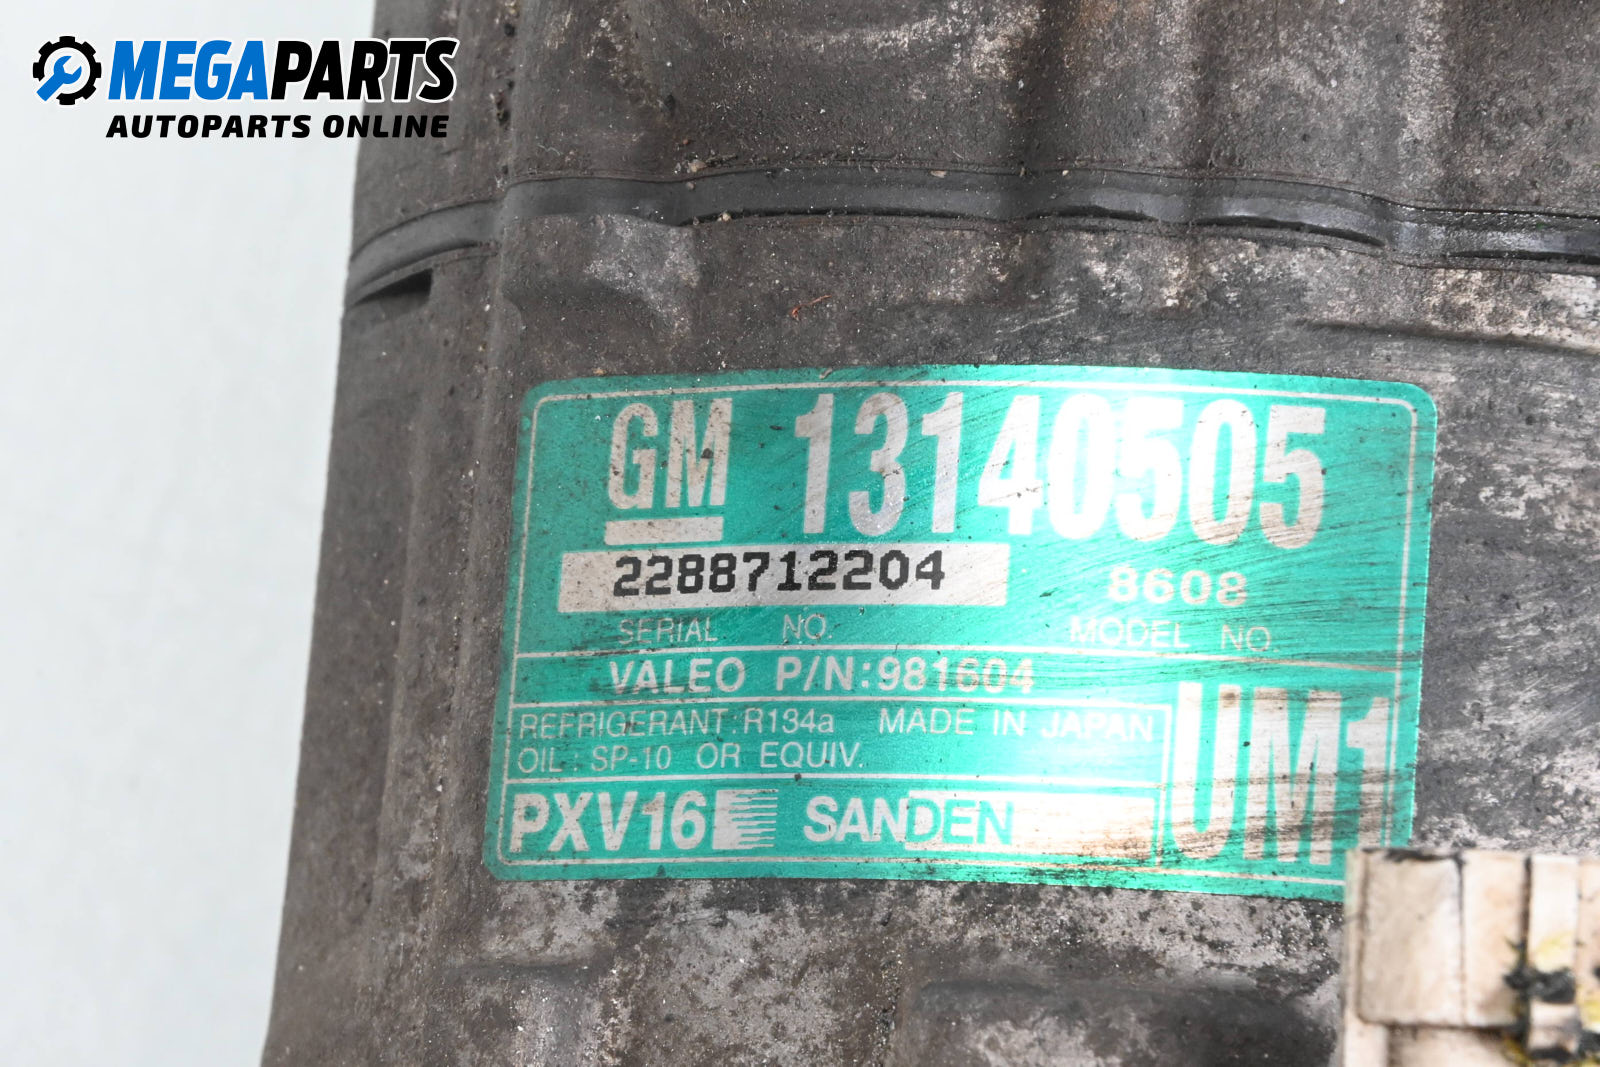 MEGAPARTS
AUTOPARTS ONLINE
GM 13140505
2288712204 8608
SERIAL NO. MODEL NO.
VALEO P/N:981604
REFRIGERANT:R134a MADE IN JAPAN
OIL : SP-10 OR EQUIV.
UM1
PXV16 SANDEN